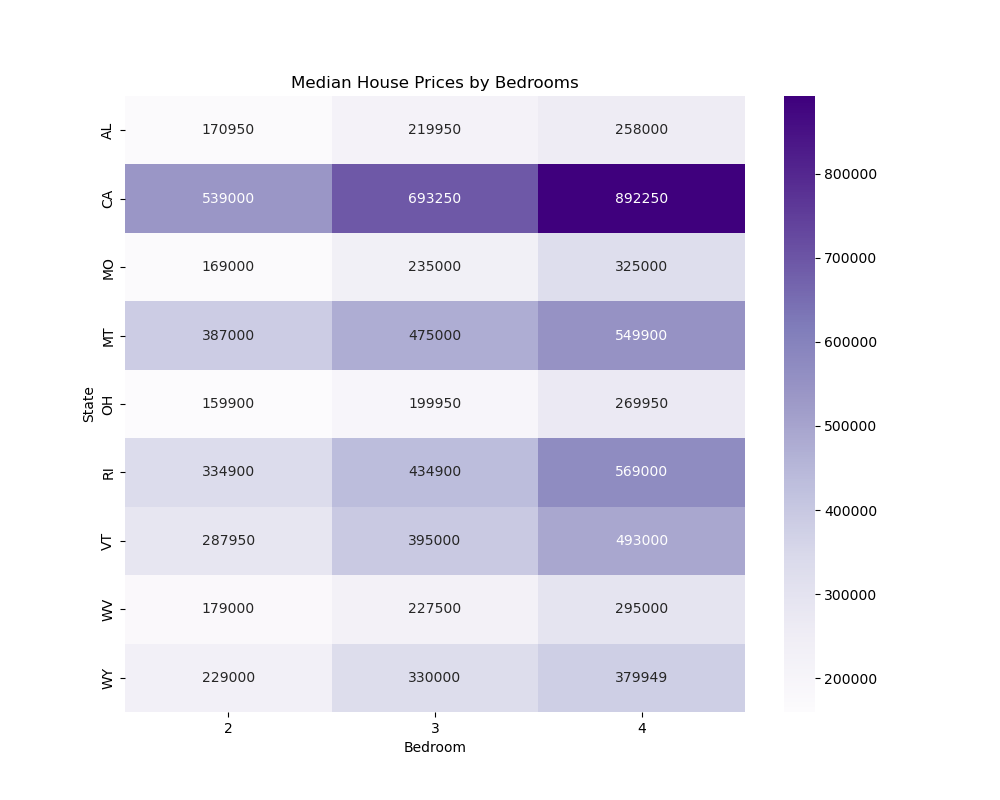 Median House Prices by Bedrooms
AL 170950 219950 258000
CA 539000 693250 892250
MO 169000 235000 325000
MT 387000 475000 549900
OH 159900 199950 269950
RI 334900 434900 569000
VT 287950 395000 493000
WV 179000 227500 295000
WY 229000 330000 379949
State
2 3 4
Bedroom
800000
700000
600000
500000
400000
300000
200000